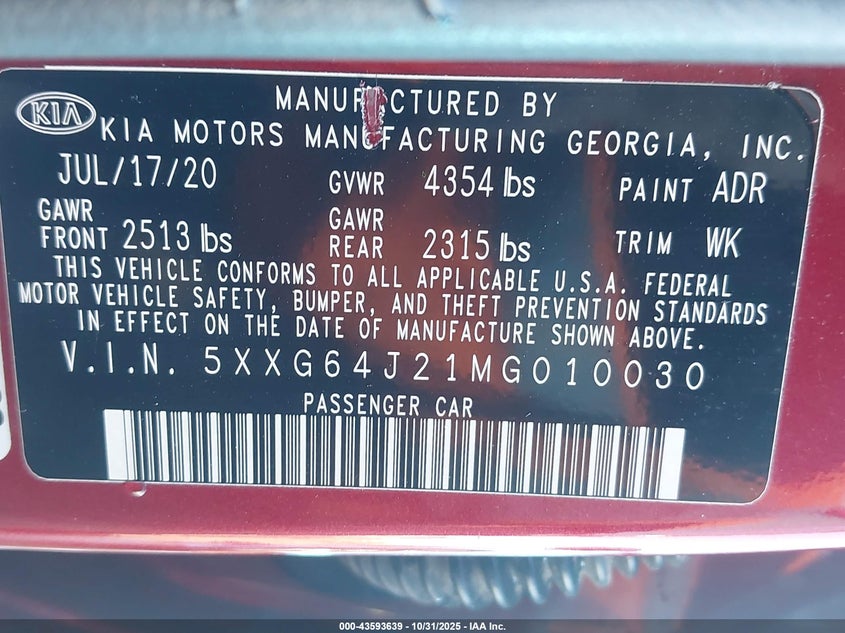 KIA
MANUFACTURED BY
KIA MOTORS MANUFACTURING GEORGIA, INC.
JUL/17/20 GVWR 4354 lbs PAINT ADR
GAWR FRONT 2513 lbs GAWR REAR 2315 lbs TRIM WK
THIS VEHICLE CONFORMS TO ALL APPLICABLE U.S.A. FEDERAL
MOTOR VEHICLE SAFETY, BUMPER, AND THEFT PREVENTION STANDARDS
IN EFFECT ON THE DATE OF MANUFACTURE SHOWN ABOVE.
V.I.N. 5XXG64J21MG010030
PASSENGER CAR
000-43593639 - 10/31/2025 - IAA Inc.